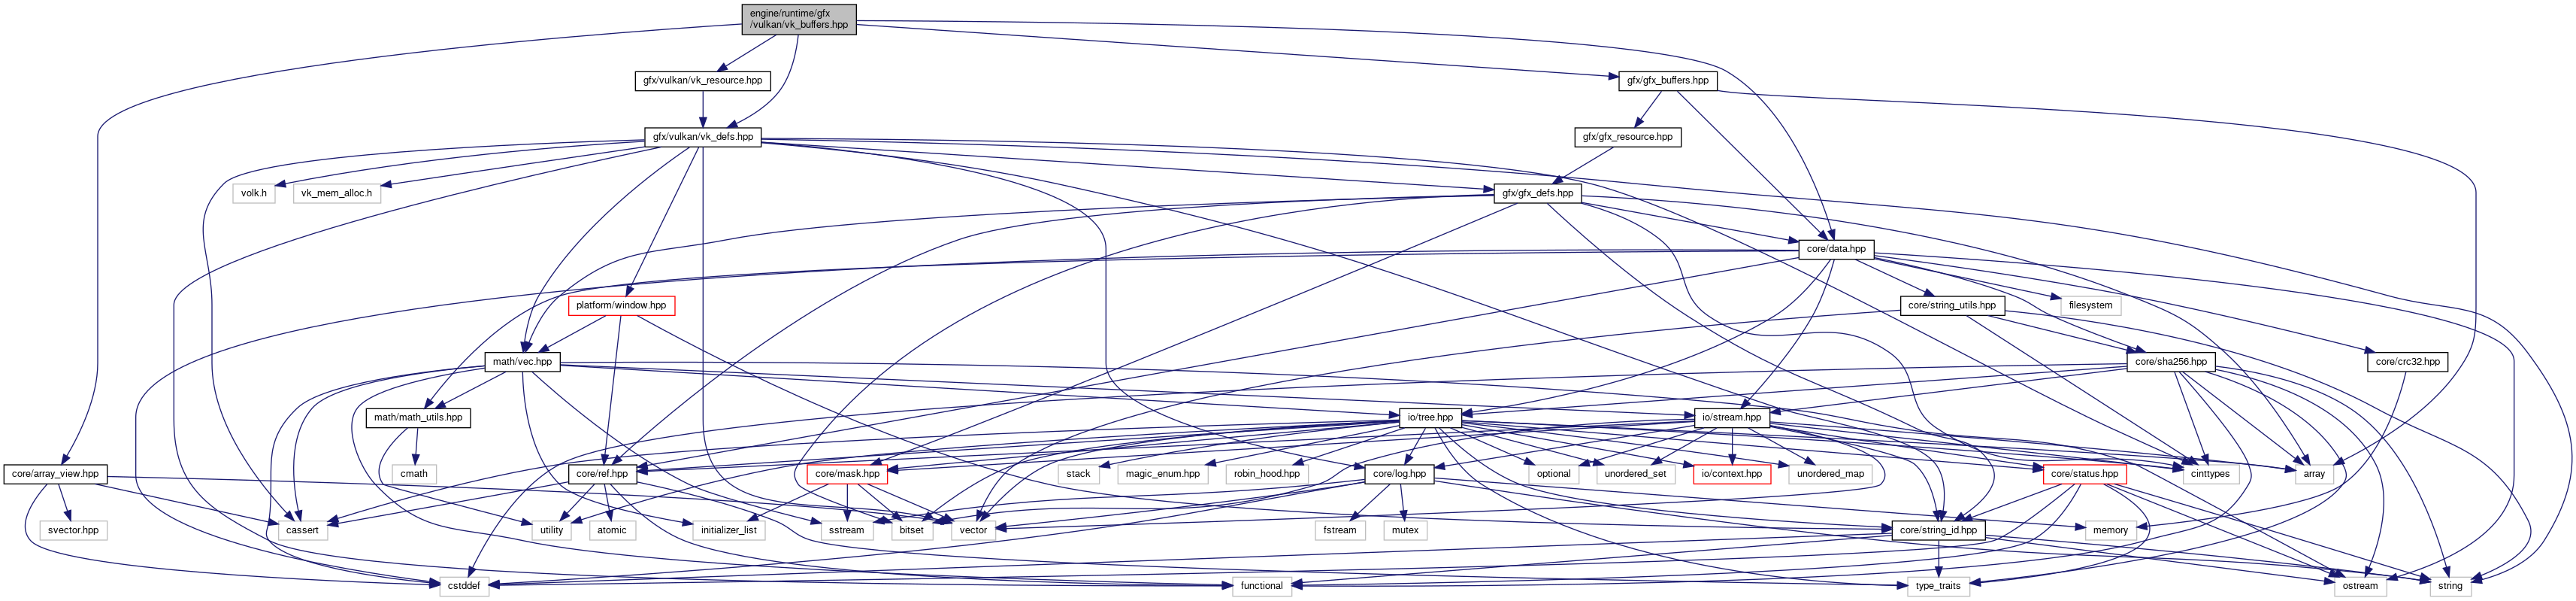 engine/runtime/gfx
/vulkan/vk_buffers.hpp
gfx/vulkan/vk_resource.hpp
gfx/gfx_buffers.hpp
gfx/vulkan/vk_defs.hpp
gfx/gfx_resource.hpp
volk.h
vk_mem_alloc.h
gfx/gfx_defs.hpp
core/data.hpp
platform/window.hpp
core/string_utils.hpp
filesystem
math/vec.hpp
core/sha256.hpp
core/crc32.hpp
math/math_utils.hpp
io/tree.hpp
io/stream.hpp
core/array_view.hpp
cmath
core/ref.hpp
core/mask.hpp
stack
magic_enum.hpp
robin_hood.hpp
core/log.hpp
optional
unordered_set
io/context.hpp
unordered_map
core/status.hpp
cinttypes
array
svector.hpp
cassert
utility
atomic
initializer_list
sstream
bitset
vector
fstream
mutex
core/string_id.hpp
memory
cstddef
functional
type_traits
ostream
string